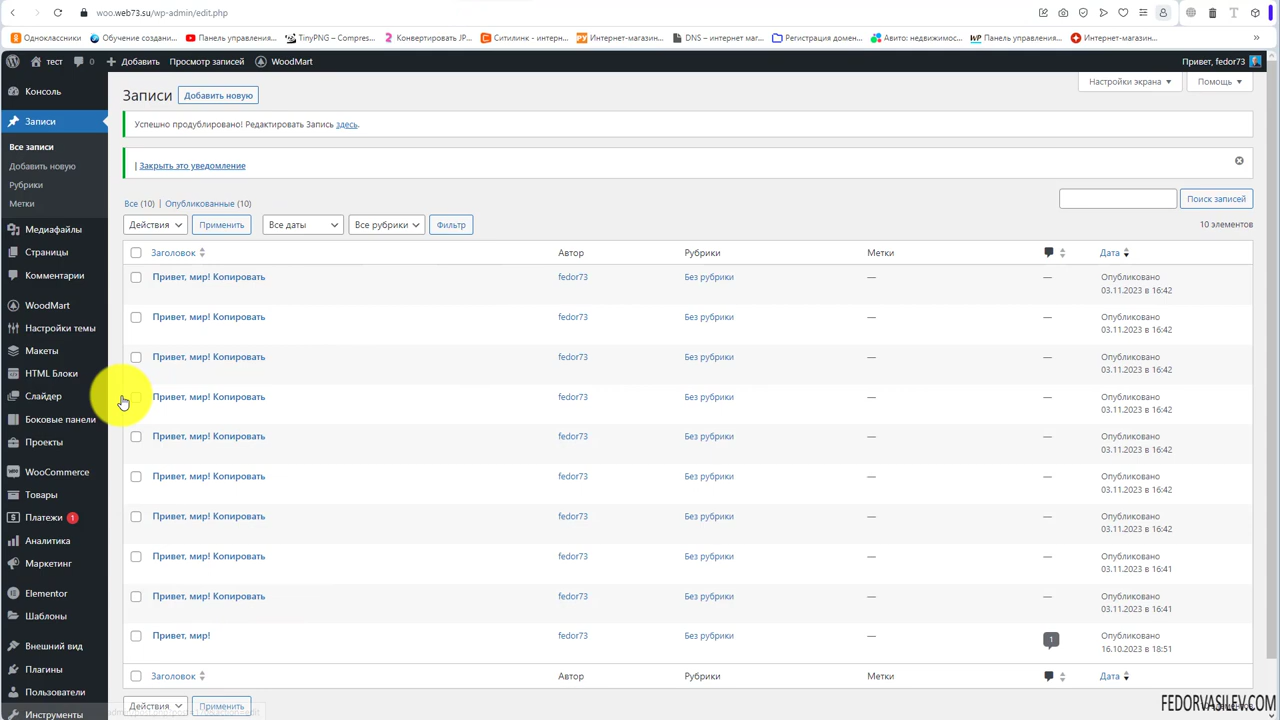 woo.web73.su/wp-admin/edit.php
Одноклассники Обучение создани... Панель управления... TinyPNG – Compres... Конвертировать JP... Ситилинк - интерн... Интернет-магазин... DNS – интернет маг... Регистрация домен... Авито: недвижимос... Панель управления... Интернет-магазин... »
тест 0 Добавить Просмотр записей WoodMart Привет, fedor73
Настройки экрана Помощь
Консоль
Записи
Все записи
Добавить новую
Рубрики
Метки
Медиафайлы
Страницы
Комментарии
WoodMart
Настройки темы
Макеты
HTML Блоки
Слайдер
Боковые панели
Проекты
WooCommerce
Товары
Платежи 1
Аналитика
Маркетинг
Elementor
Шаблоны
Внешний вид
Плагины
Пользователи
Инструменты
Записи Добавить новую
Успешно продублировано! Редактировать Запись здесь.
| Закрыть это уведомление
Все (10) | Опубликованные (10)
Поиск записей
Действия Применить Все даты Все рубрики Фильтр 10 элементов
Заголовок Автор Рубрики Метки Дата
Привет, мир! Копировать fedor73 Без рубрики — — Опубликовано
03.11.2023 в 16:42
Привет, мир! Копировать fedor73 Без рубрики — — Опубликовано
03.11.2023 в 16:42
Привет, мир! Копировать fedor73 Без рубрики — — Опубликовано
03.11.2023 в 16:42
Привет, мир! Копировать fedor73 Без рубрики — — Опубликовано
03.11.2023 в 16:42
Привет, мир! Копировать fedor73 Без рубрики — — Опубликовано
03.11.2023 в 16:42
Привет, мир! Копировать fedor73 Без рубрики — — Опубликовано
03.11.2023 в 16:42
Привет, мир! Копировать fedor73 Без рубрики — — Опубликовано
03.11.2023 в 16:42
Привет, мир! Копировать fedor73 Без рубрики — — Опубликовано
03.11.2023 в 16:41
Привет, мир! Копировать fedor73 Без рубрики — — Опубликовано
03.11.2023 в 16:41
Привет, мир! fedor73 Без рубрики — 1 Опубликовано
16.10.2023 в 18:51
Заголовок Автор Рубрики Метки Дата
Действия Применить
FEDORVASILEV.COM